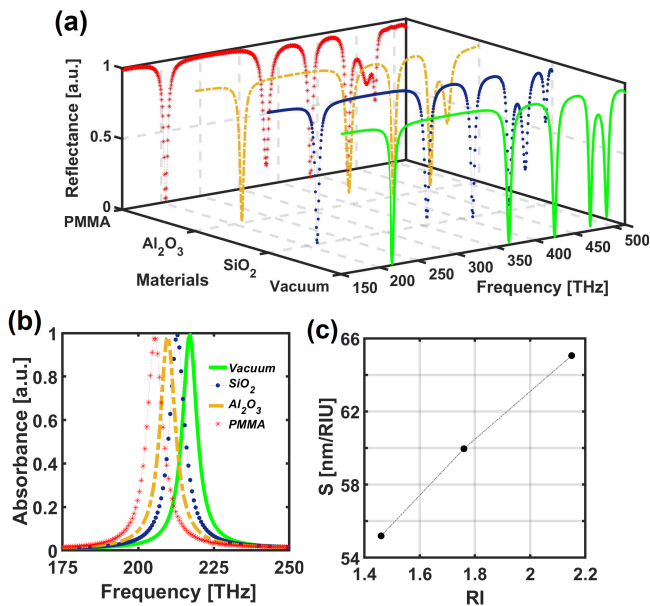 (a)
Reflectance [a.u.]
1
0.5
0
PMMA
Al2O3
SiO2
Vacuum
Materials
150
200
250
300
350
400
450
500
Frequency [THz]
(b)
Absorbance [a.u.]
1
0.8
0.6
0.4
0.2
0
175
200
225
250
Frequency [THz]
Vacuum
SiO2
Al2O3
PMMA
(c)
S [nm/RIU]
66
62
58
54
1.4
1.6
1.8
2
2.2
RI